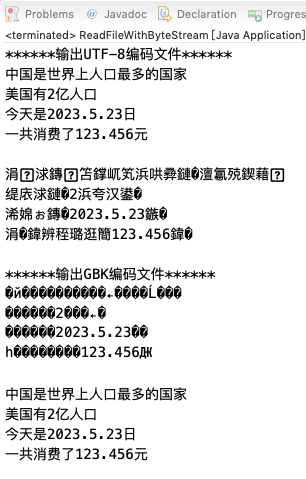 Problems @ Javadoc Declaration Progres
<terminated> ReadFileWithByteStream [Java Application]
******输出UTF-8编码文件******
中国是世界上人口最多的国家
美国有2亿人口
今天是2023.5.23日
一共消费了123.456元
涓�浗鏄�笘鐣屼笂浜哄彛鏈�澶氱殑鍥藉�
缇庡浗鏈�2浜夸汉鍙�
浠婂ぉ鏄�2023.5.23鏃�
涓�鍏辨秷璐逛簡123.456鍏�
******输出GBK编码文件******
�й����������˿����Ĺ���
������2���˿�
������2023.5.23��
һ��������123.456Ԫ
中国是世界上人口最多的国家
美国有2亿人口
今天是2023.5.23日
一共消费了123.456元